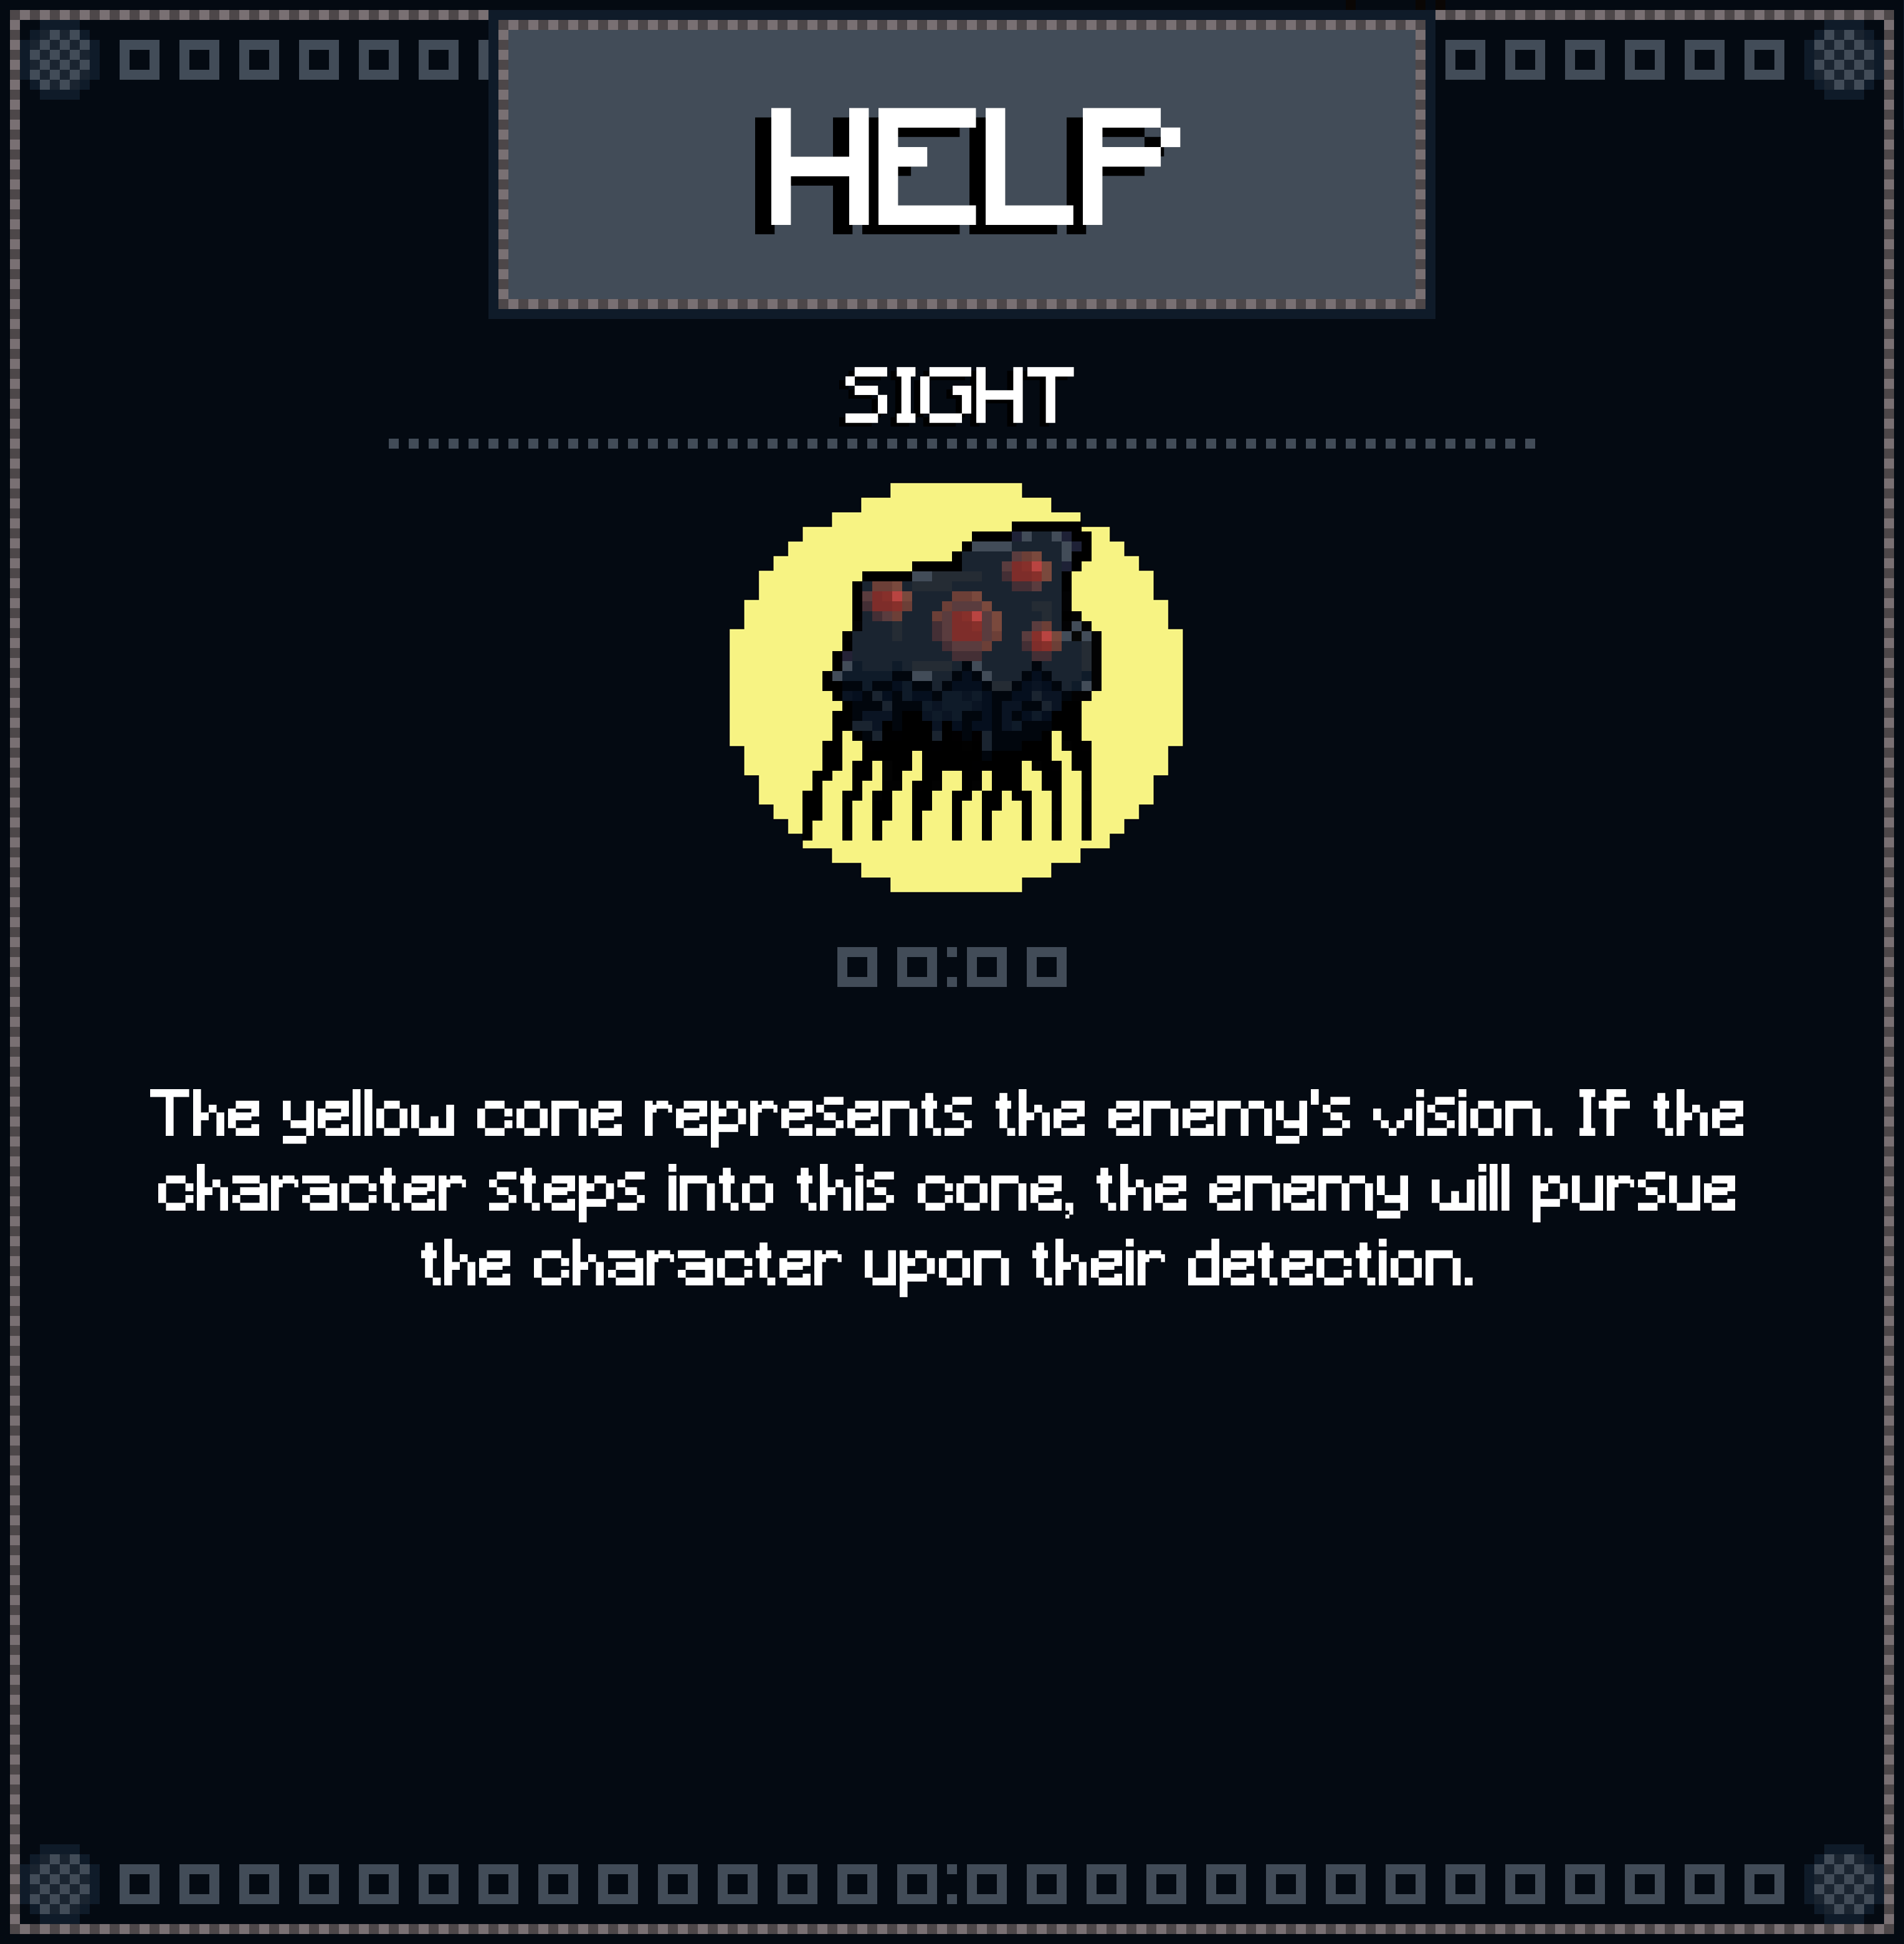 HELP
SIGHT
The yellow cone represents the enemy's vision. If the
character steps into this cone, the enemy will pursue
the character upon their detection.